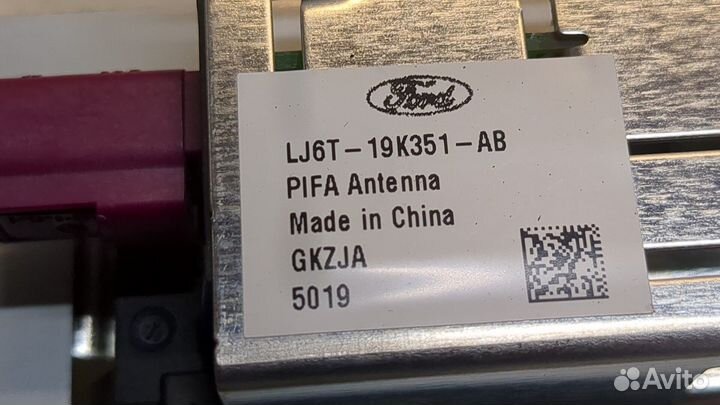 Ford
LJ6T-19K351-AB
PIFA Antenna
Made in China
GKZJA
5019
Avito